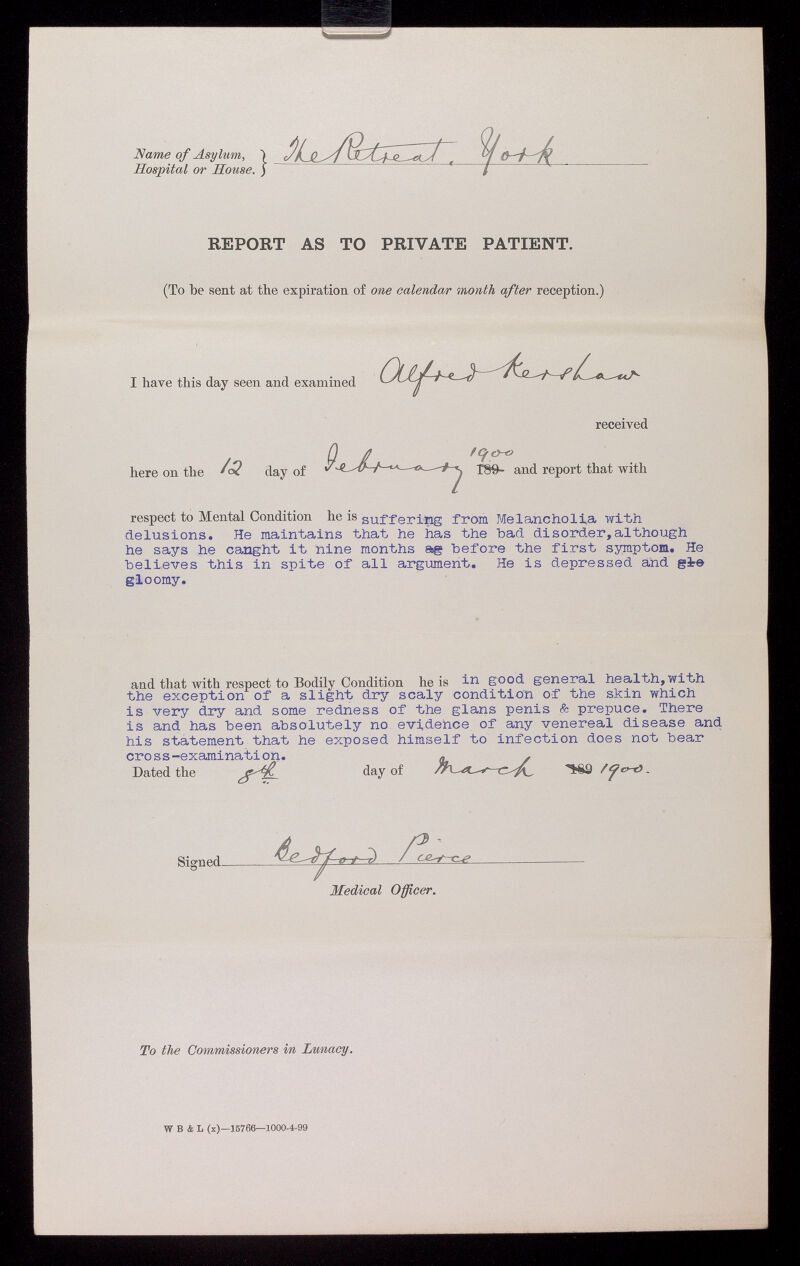 Name of Asylum, } The Retreat. York
Hospital or House.
REPORT AS TO PRIVATE PATIENT.
(To be sent at the expiration of one calendar month after reception.)
I have this day seen and examined Alfred Kershaw
received
1900
here on the 12 day of February 189- and report that with
respect to Mental Condition he is suffering from Melancholia with
delusions. He maintains that he has the bad disorder,although
he says he caught it nine months ag before the first symptom. He
believes this in spite of all argument. He is depressed and glo
gloomy.
and that with respect to Bodily Condition he is in good general health,with
the exception of a slight dry scaly condition of the skin which
is very dry and some redness of the glans penis & prepuce. There
is and has been absolutely no evidence of any venereal disease and
his statement that he exposed himself to infection does not bear
cross-examination.
Dated the 8th day of March 189 1900.
Signed Bedford Pierce
Medical Officer.
To the Commissioners in Lunacy.
W B & L (x)—15766—1000-4-99